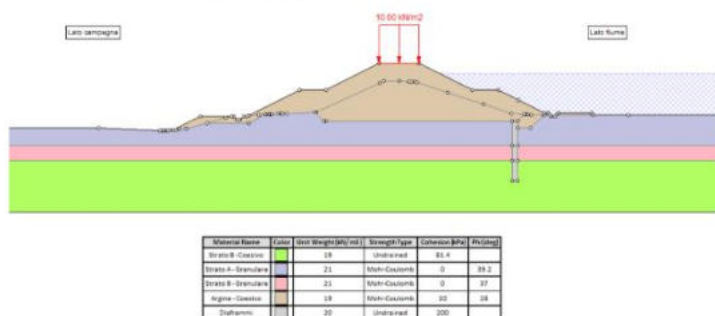 10.00 kN/m2
Lato campagna
Lato fiume
Material Name Color Unit Weight (kN/m3) Strength Type Cohesion (kPa) Phi (deg)
Strato B - Coesivo 19 Undrained 81.4
Strato A - Granulare 21 Mohr-Coulomb 0 39.2
Strato B - Granulare 21 Mohr-Coulomb 0 37
Argine - Coesivo 19 Mohr-Coulomb 10 28
Diaframmi 20 Undrained 200